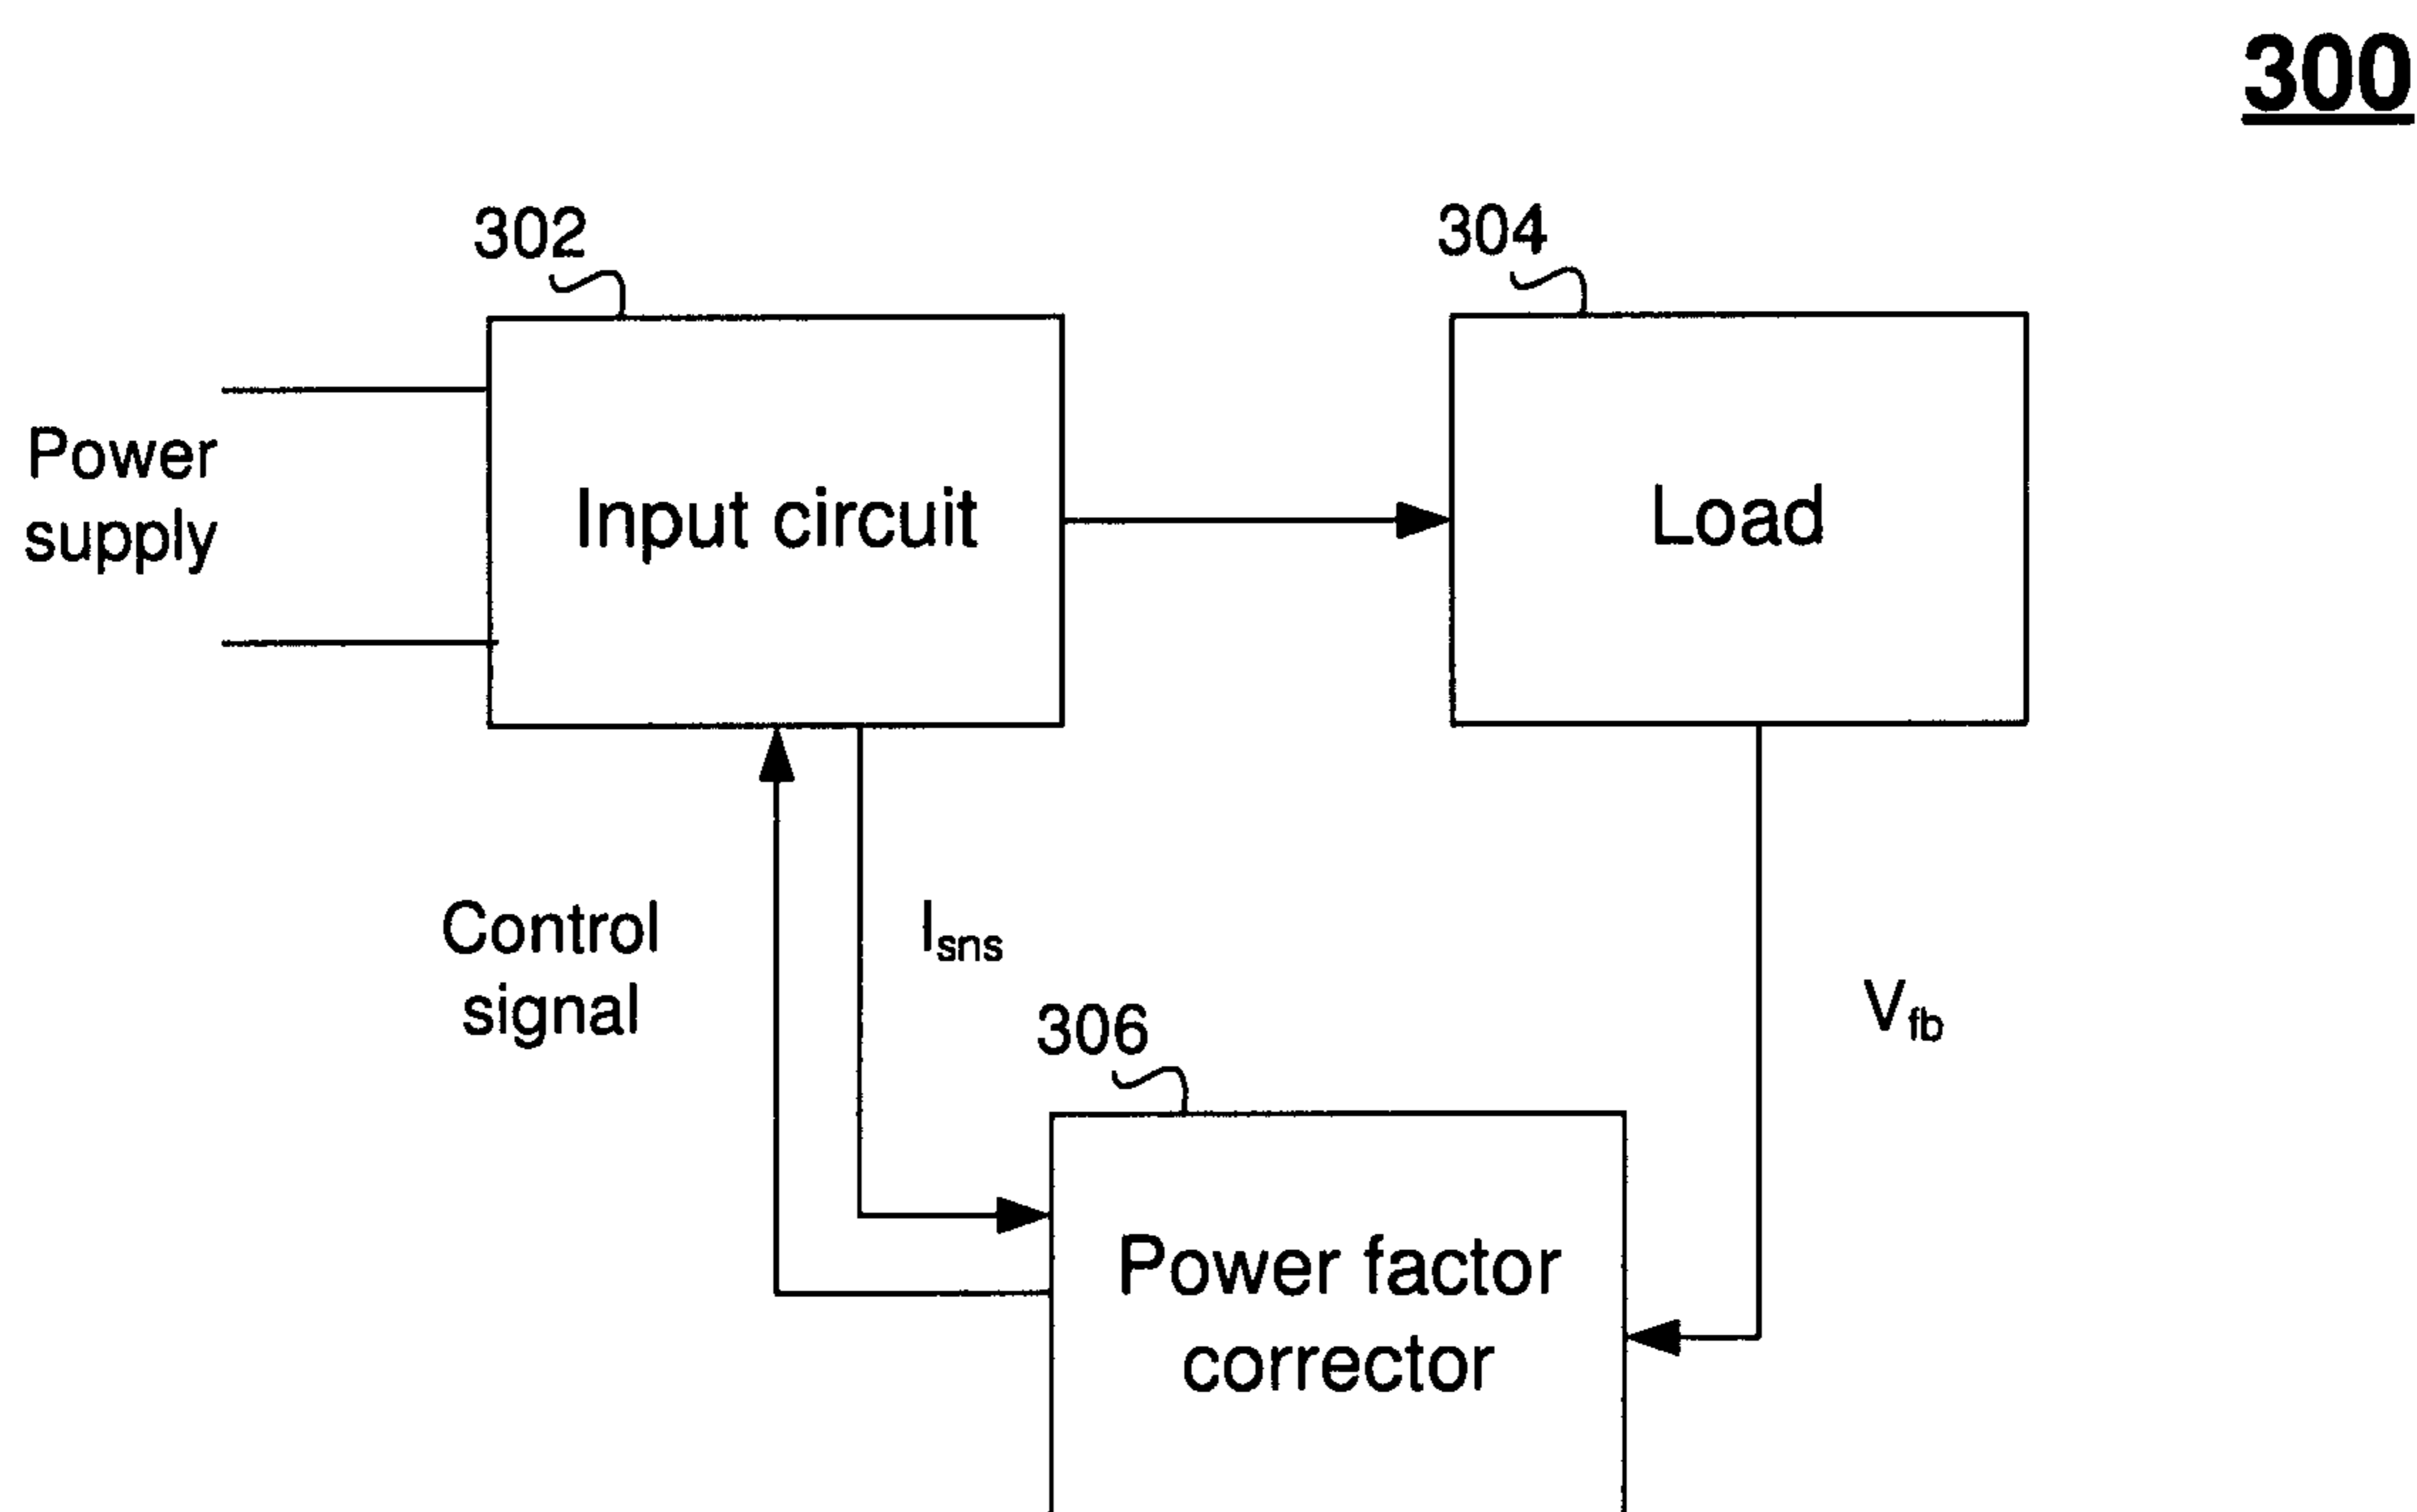 300
302
304
Power
supply
Input circuit
Load
Control
signal
Isns
Vfb
306
Power factor
corrector